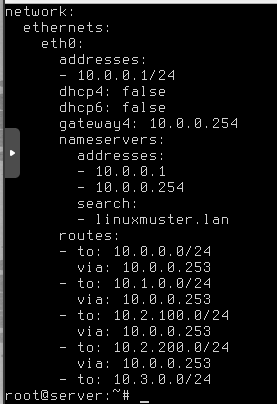 network:
  ethernets:
    eth0:
      addresses:
      - 10.0.0.1/24
      dhcp4: false
      dhcp6: false
      gateway4: 10.0.0.254
      nameservers:
        addresses:
        - 10.0.0.1
        - 10.0.0.254
        search:
        - linuxmuster.lan
      routes:
      - to: 10.0.0.0/24
        via: 10.0.0.253
      - to: 10.1.0.0/24
        via: 10.0.0.253
      - to: 10.2.100.0/24
        via: 10.0.0.253
      - to: 10.2.200.0/24
        via: 10.0.0.253
      - to: 10.3.0.0/24
root@server:~# _